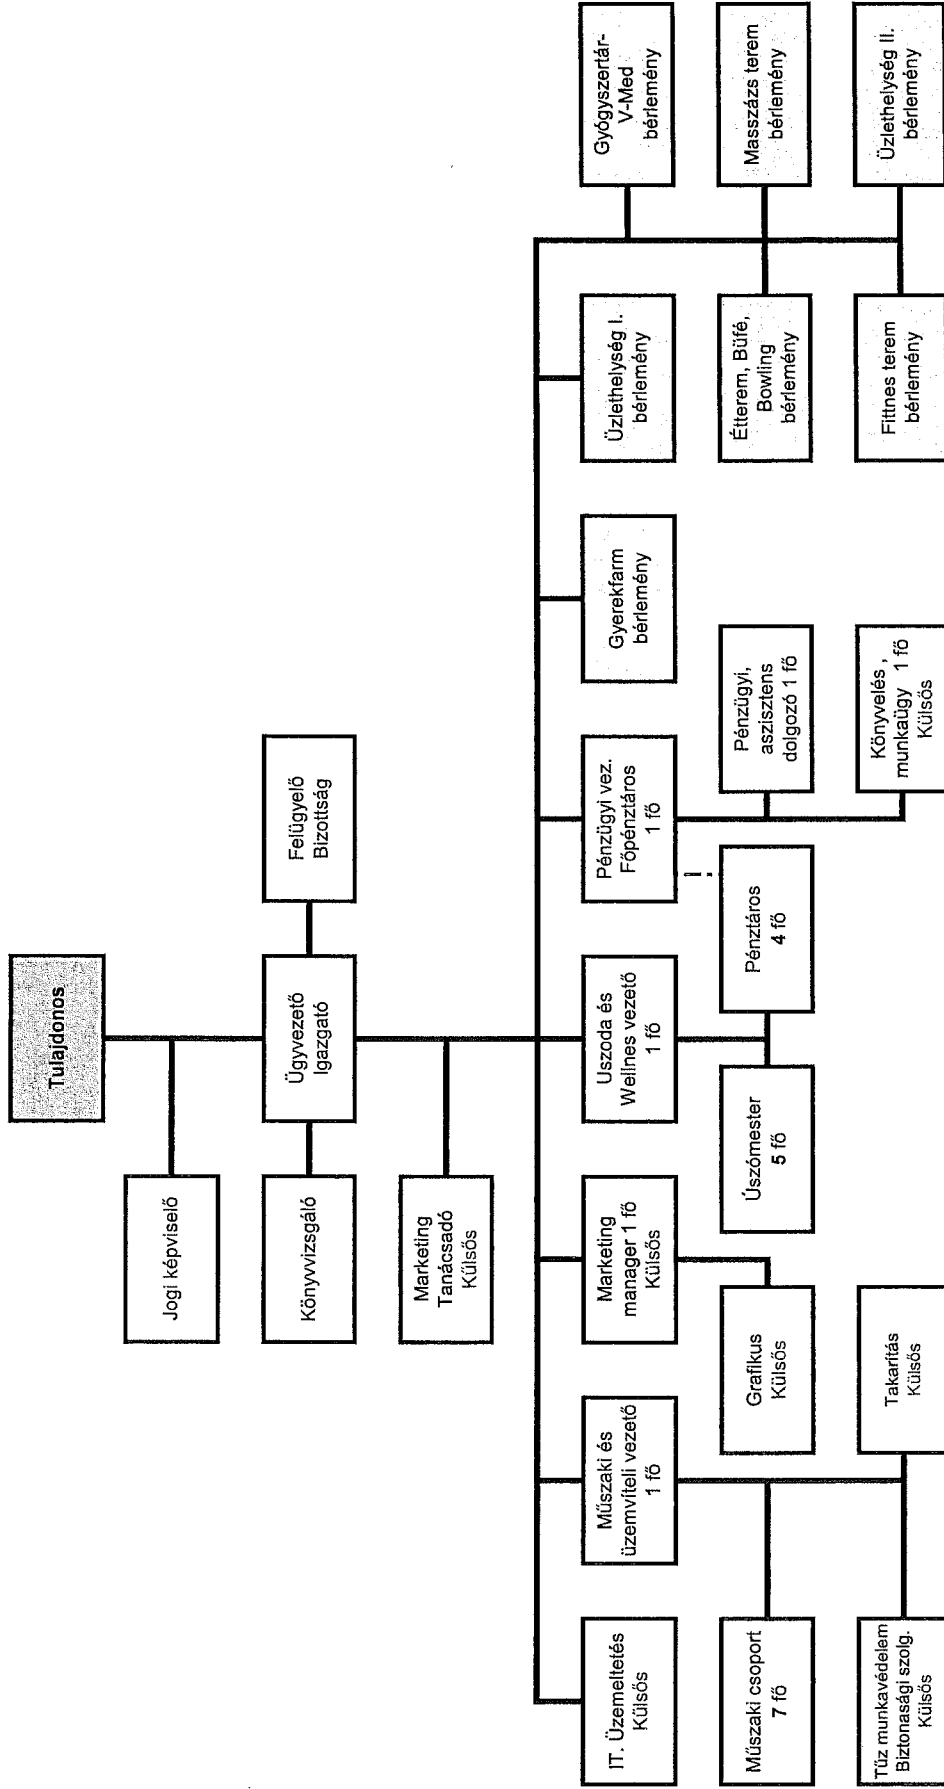 Tulajdonos
Jogi képviselő
Könyvvizsgáló
Ügyvezető
Igazgató
Felügyelő
Bizottság
Marketing
Tanácsadó
Külsős
IT. Üzemeltetés
Külsős
Műszaki és
üzemviteli vezető
1 fő
Marketing
manager 1 fő
Külsős
Uszoda és
Wellnes vezető
1 fő
Pénzügyi vez.
Főpénztáros
1 fő
Gyerekfarm
bérlemény
Üzlethelység I.
bérlemény
Gyógyszertár-
V-Med
bérlemény
Műszaki csoport
7 fő
Grafikus
Külsős
Úszómester
5 fő
Pénztáros
4 fő
Pénzügyi,
aszisztens
dolgozó 1 fő
Étterem, Büfé,
Bowling
bérlemény
Masszázs terem
bérlemény
Tűz munkavédelem
Biztonasági szolg.
Külsős
Takarítás
Külsős
Könyvelés ,
munkaügy 1 fő
Külsős
Fittnes terem
bérlemény
Üzlethelység II.
bérlemény